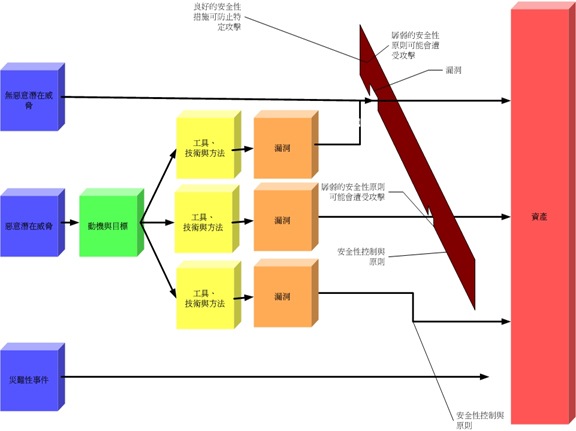 良好的安全性
措施可防止特
定攻擊
弱弱的安全性
原則可能會遭
受攻擊
漏洞
無惡意潛在威
脅
工具、
技術與方法
漏洞
惡意潛在威脅
動機與目標
工具、
技術與方法
漏洞
孱弱的安全性原則
可能會遭受攻擊
資產
安全性控制與
原則
工具、
技術與方法
漏洞
災難性事件
安全性控制與
原則